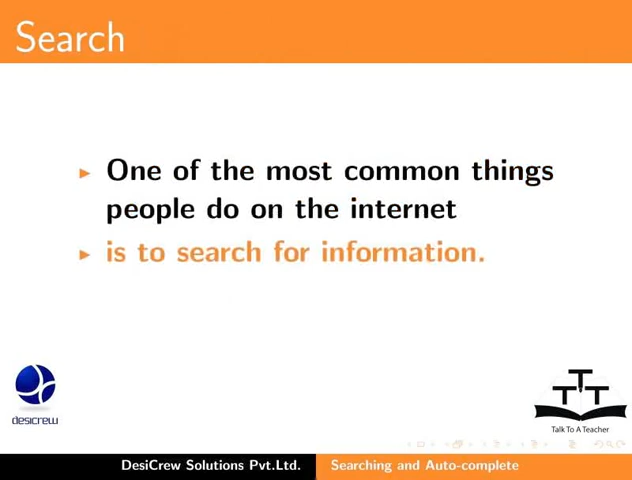 Search
One of the most common things
people do on the internet
is to search for information.
desicrew
T
T T
Talk To A Teacher
DesiCrew Solutions Pvt.Ltd. Searching and Auto-complete